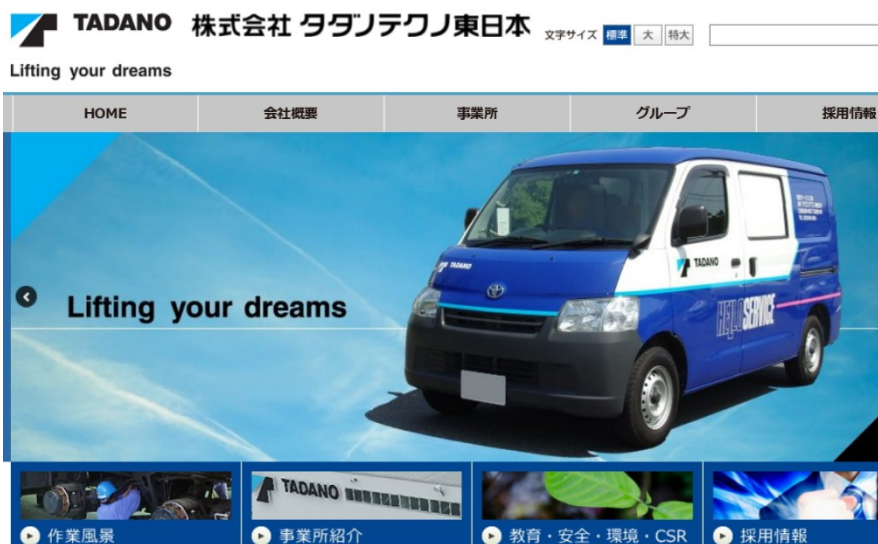 TADANO 株式会社 タダノテクノ東日本
文字サイズ 標準 大 特大
Lifting your dreams
HOME 会社概要 事業所 グループ 採用情報
Lifting your dreams
TADANO
TADANO
HELLO SERVICE
TADANO
作業風景 事業所紹介 教育・安全・環境・CSR 採用情報